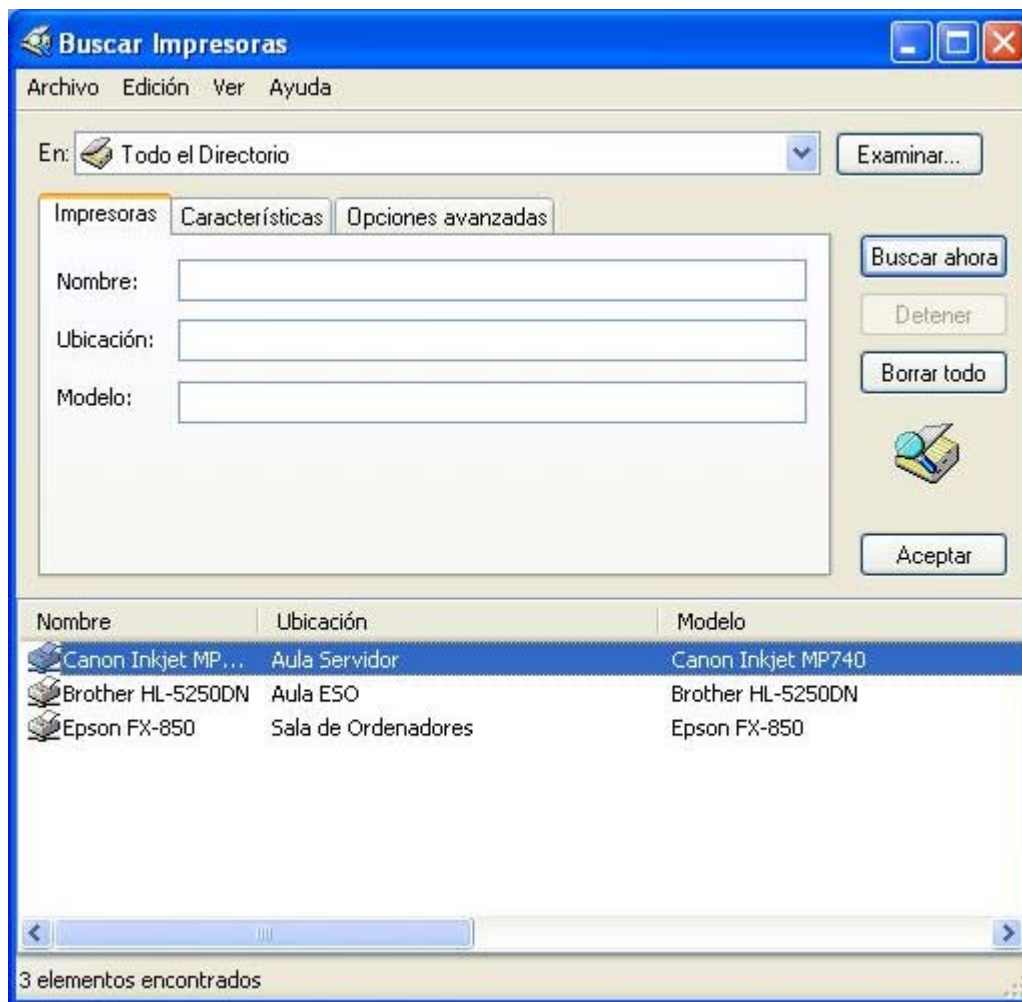 Buscar Impresoras
Archivo Edición Ver Ayuda
En: Todo el Directorio Examinar...
Impresoras Características Opciones avanzadas
Buscar ahora
Nombre:
Detener
Ubicación:
Borrar todo
Modelo:
Aceptar
Nombre Ubicación Modelo
Canon Inkjet MP... Aula Servidor Canon Inkjet MP740
Brother HL-5250DN Aula ESO Brother HL-5250DN
Epson FX-850 Sala de Ordenadores Epson FX-850
3 elementos encontrados